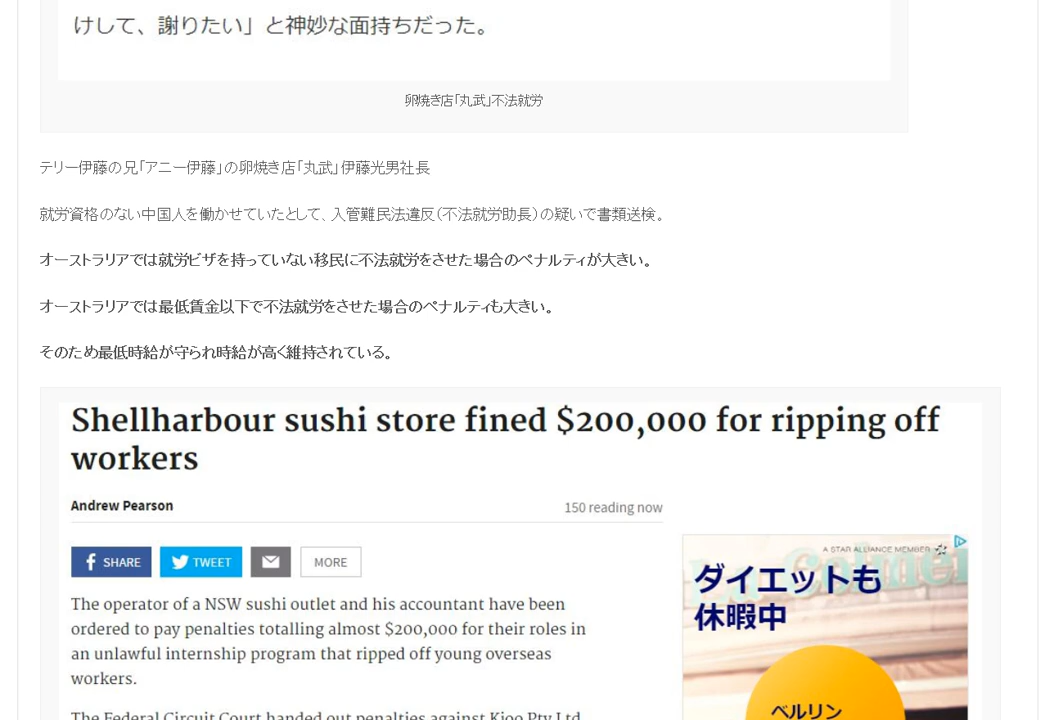 けして、謝りたい」と神妙な面持ちだった。
卵焼き店「丸武」不法就労
テリー伊藤の兄「アニー伊藤」の卵焼き店「丸武」伊藤光男社長
就労資格のない中国人を働かせていたとして、入管難民法違反（不法就労助長）の疑いで書類送検。
オーストラリアでは就労ビザを持っていない移民に不法就労をさせた場合のペナルティが大きい。
オーストラリアでは最低賃金以下で不法就労をさせた場合のペナルティも大きい。
そのため最低時給が守られ時給が高く維持されている。
Shellharbour sushi store fined $200,000 for ripping off
workers
Andrew Pearson
150 reading now
SHARE
TWEET
MORE
The operator of a NSW sushi outlet and his accountant have been
ordered to pay penalties totalling almost $200,000 for their roles in
an unlawful internship program that ripped off young overseas
workers.
The Federal Circuit Court handed out penalties against Kjoo Pty Ltd
A STAR ALLIANCE MEMBER
ダイエットも
休暇中
ベルリン